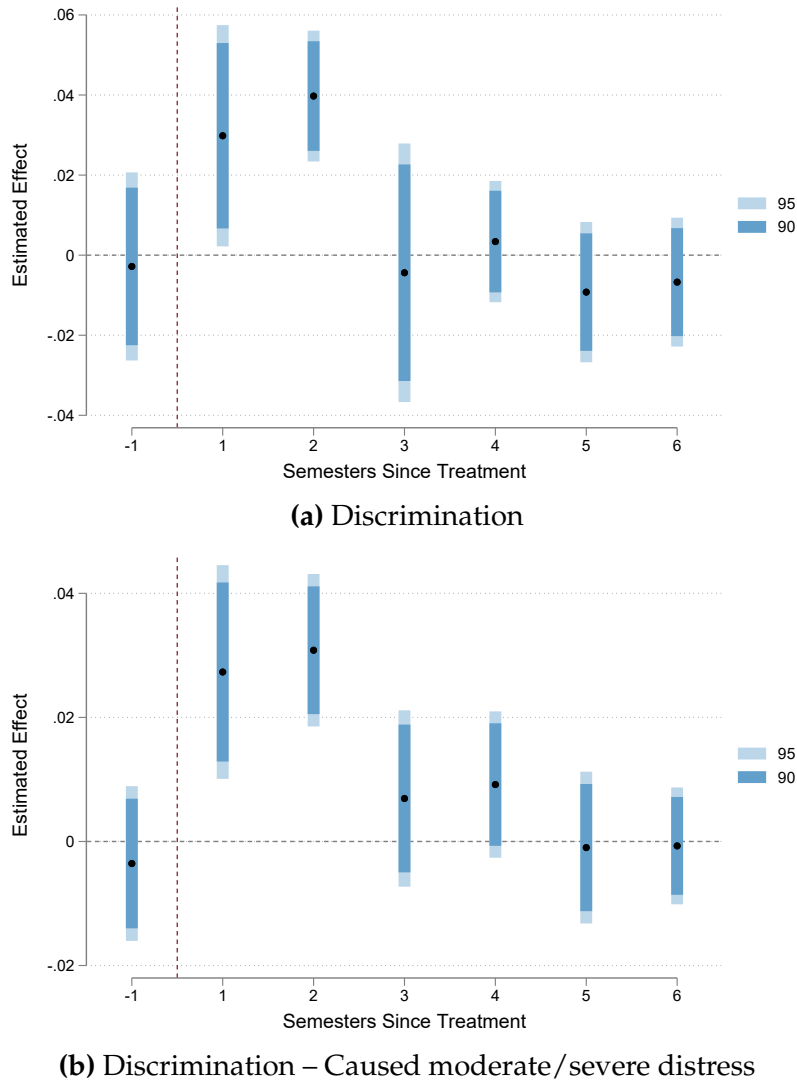 .06
.04
.02
0
-.02
-.04
Estimated Effect
95
90
-1 1 2 3 4 5 6
Semesters Since Treatment
(a) Discrimination
.04
.02
0
-.02
Estimated Effect
95
90
-1 1 2 3 4 5 6
Semesters Since Treatment
(b) Discrimination – Caused moderate/severe distress